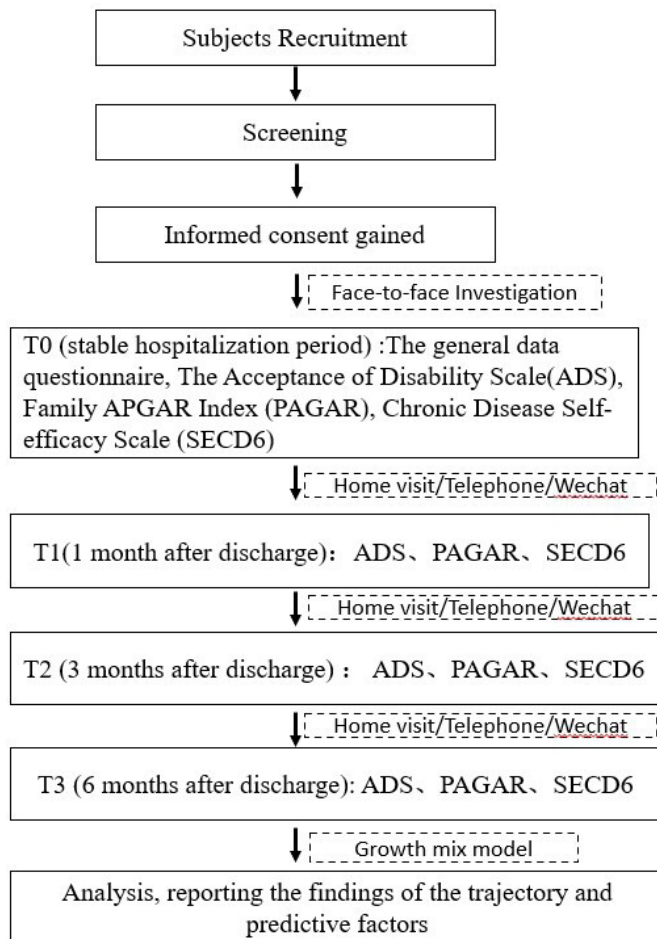 Subjects Recruitment
Screening
Informed consent gained
Face-to-face Investigation
T0 (stable hospitalization period) :The general data
questionnaire, The Acceptance of Disability Scale(ADS),
Family APGAR Index (PAGAR), Chronic Disease Self-
efficacy Scale (SECD6)
Home visit/Telephone/Wechat
T1(1 month after discharge)：ADS、PAGAR、SECD6
Home visit/Telephone/Wechat
T2 (3 months after discharge) ： ADS、PAGAR、SECD6
Home visit/Telephone/Wechat
T3 (6 months after discharge): ADS、PAGAR、SECD6
Growth mix model
Analysis, reporting the findings of the trajectory and
predictive factors